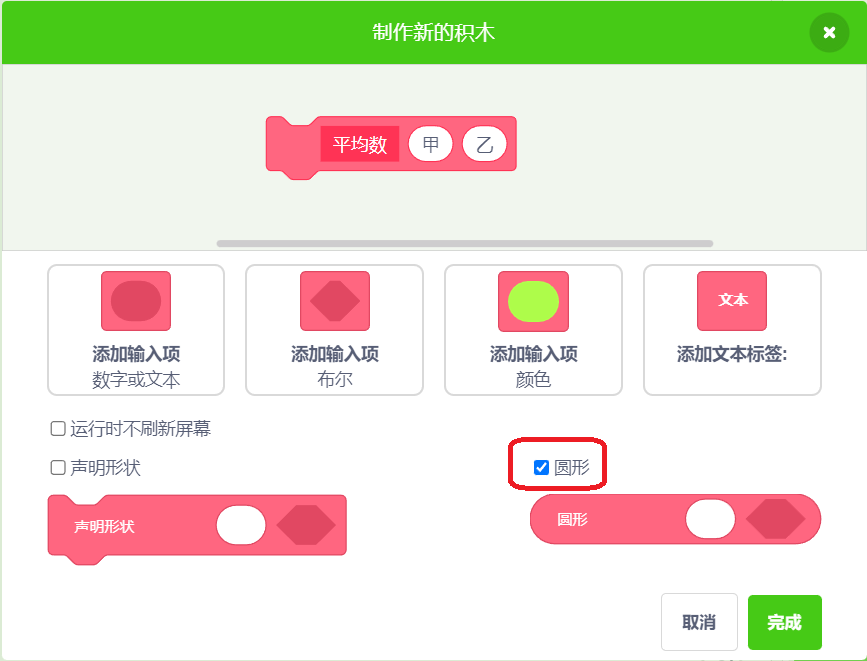 制作新的积木
平均数 甲 乙
文本
添加输入项 添加输入项 添加输入项 添加文本标签:
数字或文本 布尔 颜色
运行时不刷新屏幕
声明形状 圆形
声明形状 圆形
取消 完成